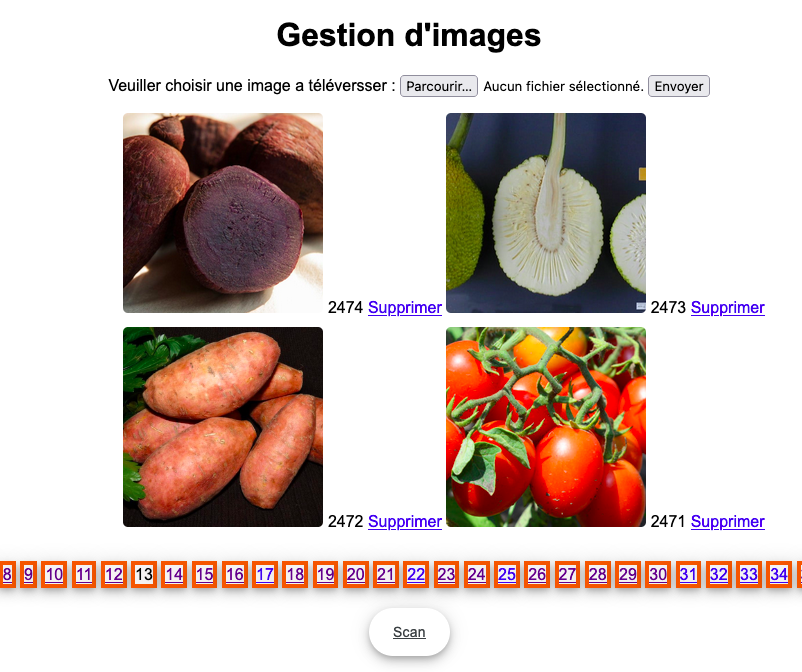 Gestion d'images
Veuiller choisir une image a téléversser : Parcourir... Aucun fichier sélectionné. Envoyer
2474 Supprimer 2473 Supprimer
2472 Supprimer 2471 Supprimer
8 9 10 11 12 13 14 15 16 17 18 19 20 21 22 23 24 25 26 27 28 29 30 31 32 33 34
Scan